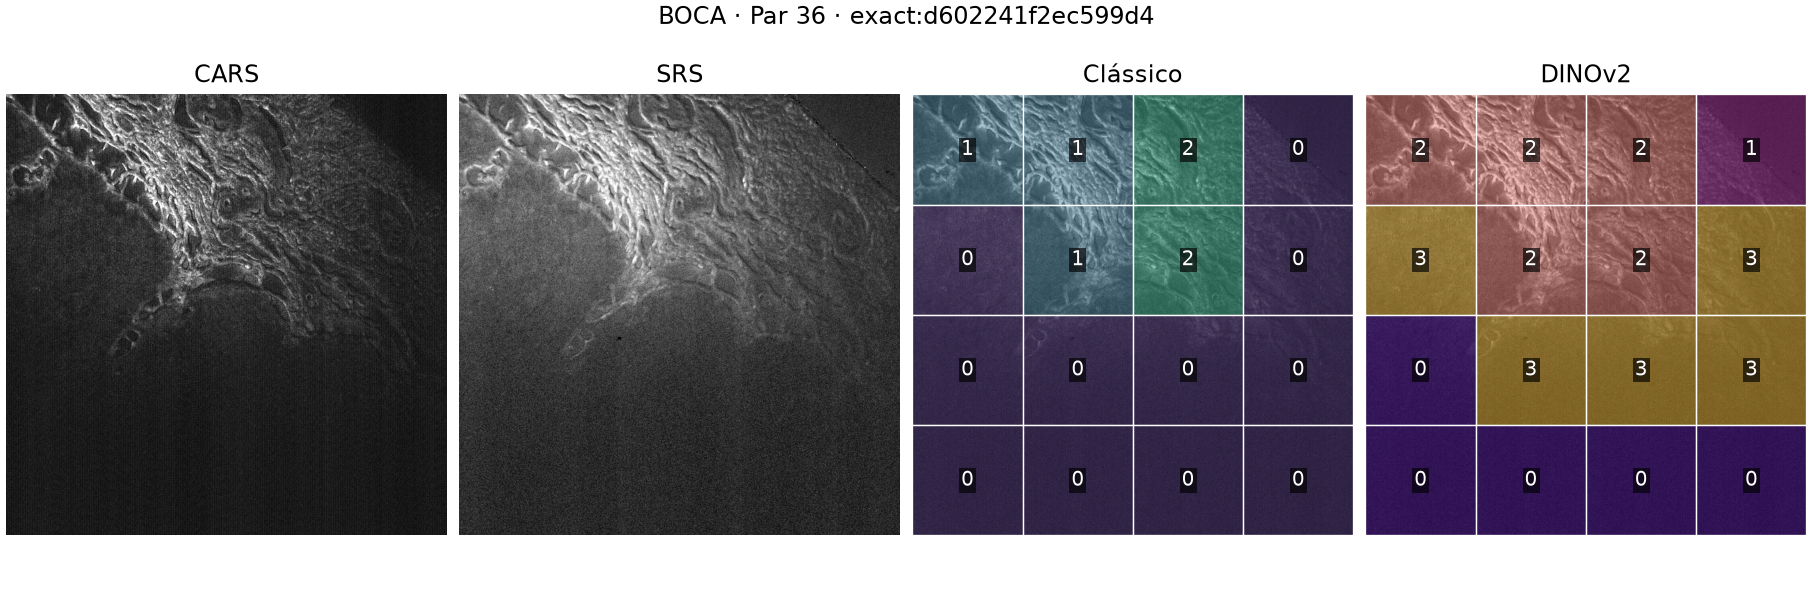 BOCA · Par 36 · exact:d602241f2ec599d4
CARS
SRS
Clássico
DINOv2
1 1 2 0
2 2 2 1
0 1 2 0
3 2 2 3
0 0 0 0
0 3 3 3
0 0 0 0
0 0 0 0